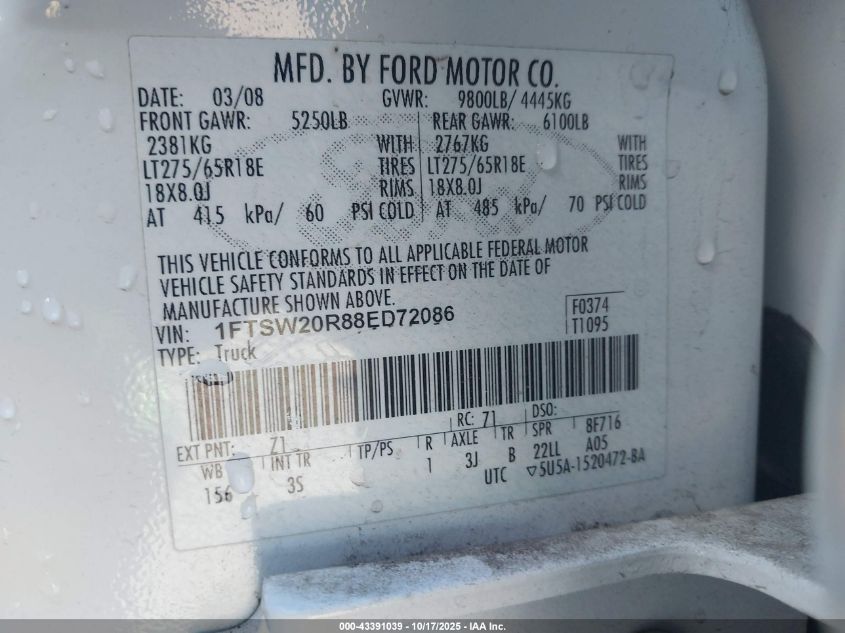 MFD. BY FORD MOTOR CO.
DATE: 03/08 GVWR: 9800LB/ 4445KG
FRONT GAWR: 5250LB REAR GAWR: 6100LB
2381KG WITH 2767KG WITH
LT275/65R18E TIRES LT275/65R18E TIRES
18X8.0J RIMS 18X8.0J RIMS
AT 415 kPa/ 60 PSI COLD AT 485 kPa/ 70 PSI COLD
THIS VEHICLE CONFORMS TO ALL APPLICABLE FEDERAL MOTOR
VEHICLE SAFETY STANDARDS IN EFFECT ON THE DATE OF
MANUFACTURE SHOWN ABOVE.
VIN: 1FTSW20R88ED72086 F0374
TYPE: Truck T1095
EXT PNT: Z1 RC: 71 DSO:
WB INT TR TP/PS R AXLE TR SPR 8F716
156 3S 1 3J B 22LL A05
UTC ▽5U5A-1520472-BA
000-43391039 | 10/17/2025 - IAA Inc.